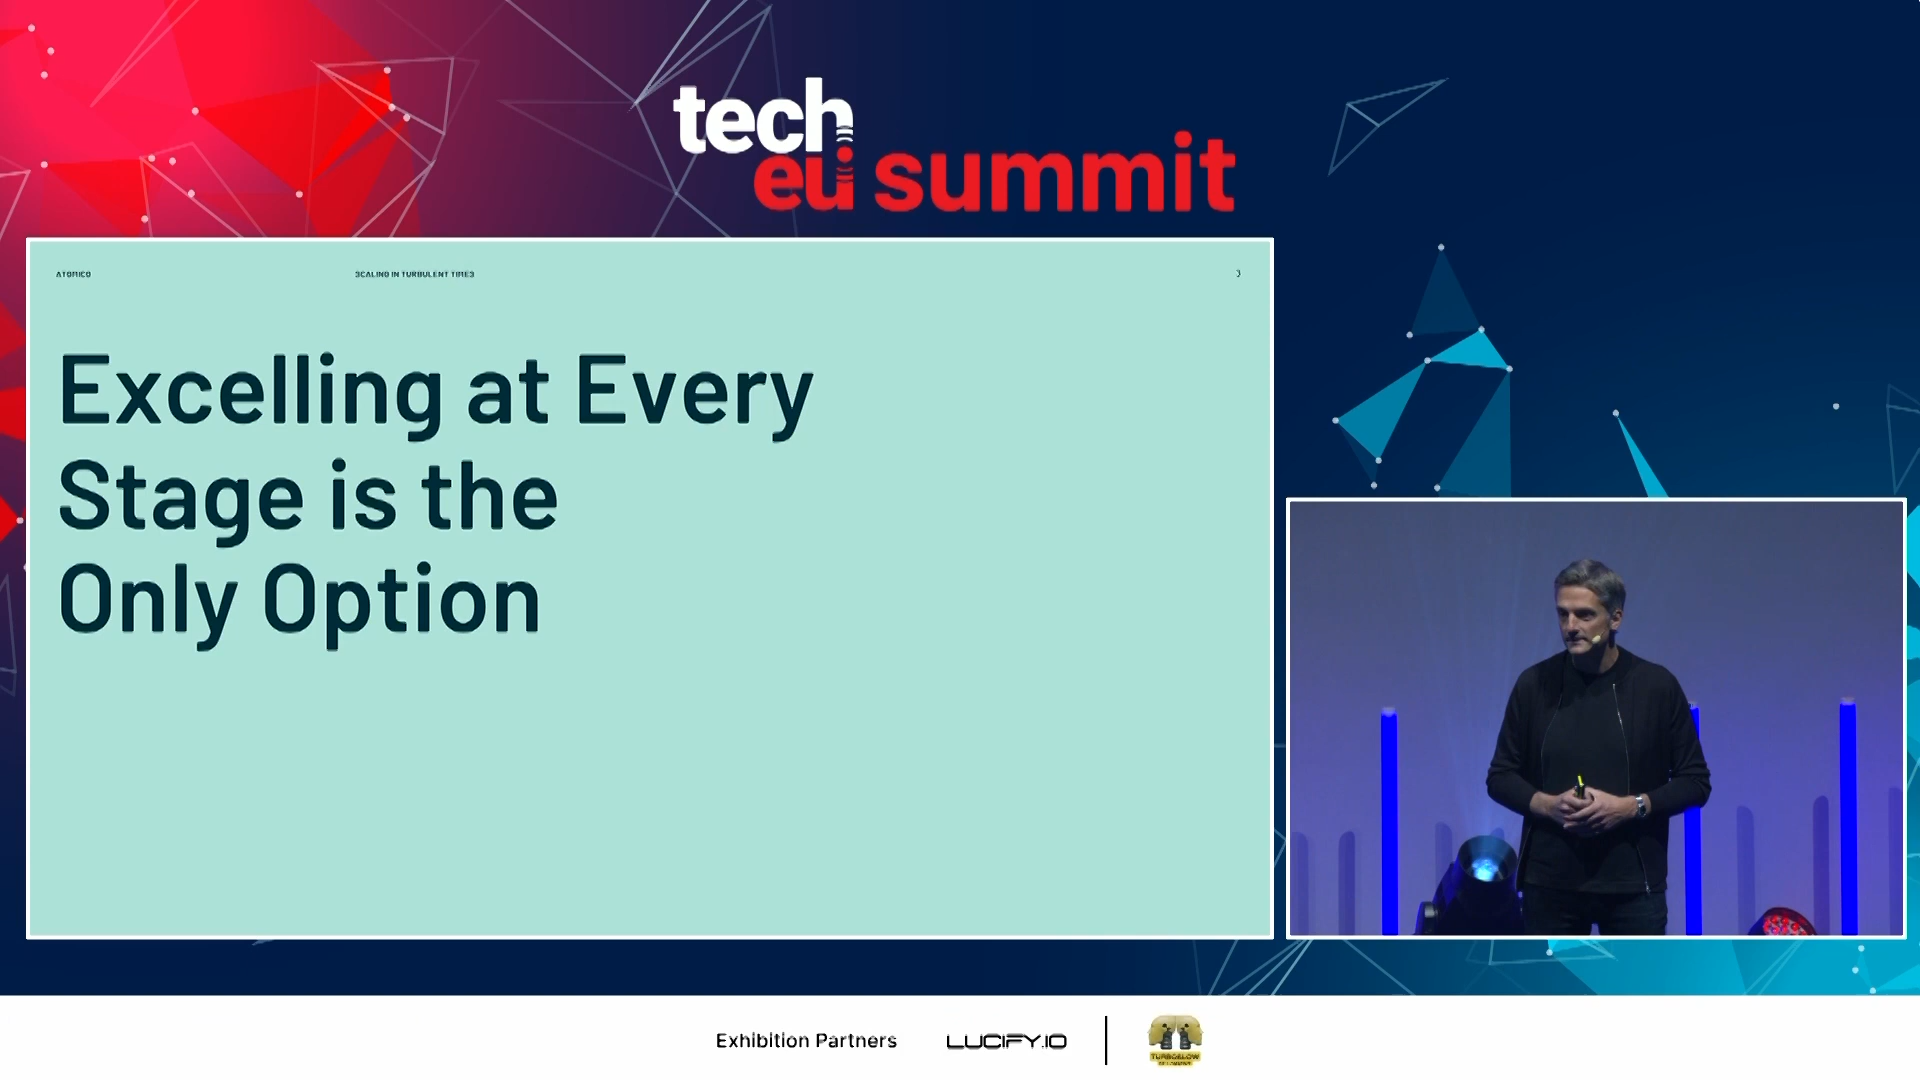 tech
eu summit
ATOMICO SCALING IN TURBULENT TIMES 3
Excelling at Every
Stage is the
Only Option
Exhibition Partners LUCIFY.IO